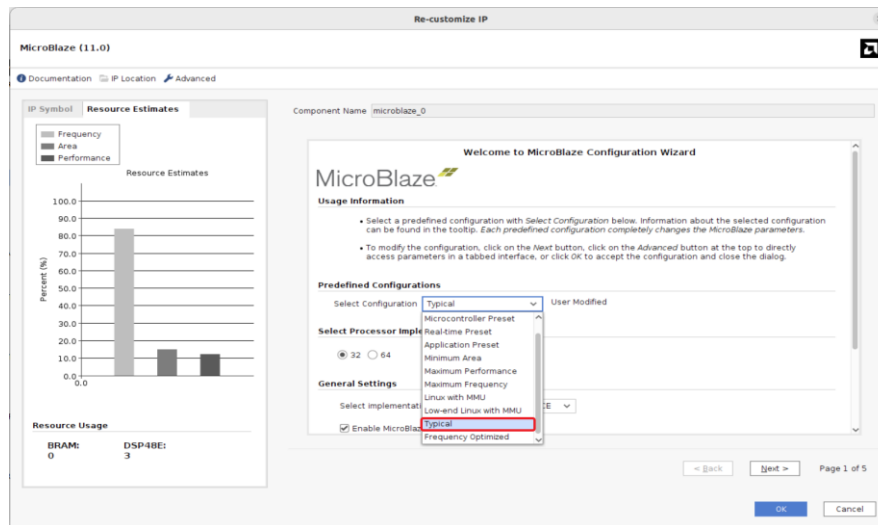 Re-customize IP
MicroBlaze (11.0)
Documentation IP Location Advanced
IP Symbol Resource Estimates
Frequency
Area
Performance
Resource Estimates
Percent (%)
100.0
90.0
80.0
70.0
60.0
50.0
40.0
30.0
20.0
10.0
0.0
0.0
Resource Usage
BRAM: DSP48E:
0 3
Component Name microblaze_0
Welcome to MicroBlaze Configuration Wizard
MicroBlaze
Usage Information
• Select a predefined configuration with Select Configuration below. Information about the selected configuration
can be found in the tooltip. Each predefined configuration completely changes the MicroBlaze parameters.
• To modify the configuration, click on the Next button, click on the Advanced button at the top to directly
access parameters in a tabbed interface, or click OK to accept the configuration and close the dialog.
Predefined Configurations
Select Configuration Typical User Modified
Microcontroller Preset
Select Processor Imple Real-time Preset
Application Preset
32 64 Minimum Area
Maximum Performance
General Settings Maximum Frequency
Linux with MMU
Select implementati Low-end Linux with MMU CE
Typical
Enable MicroBlaz Frequency Optimized
< Back Next > Page 1 of 5
OK Cancel